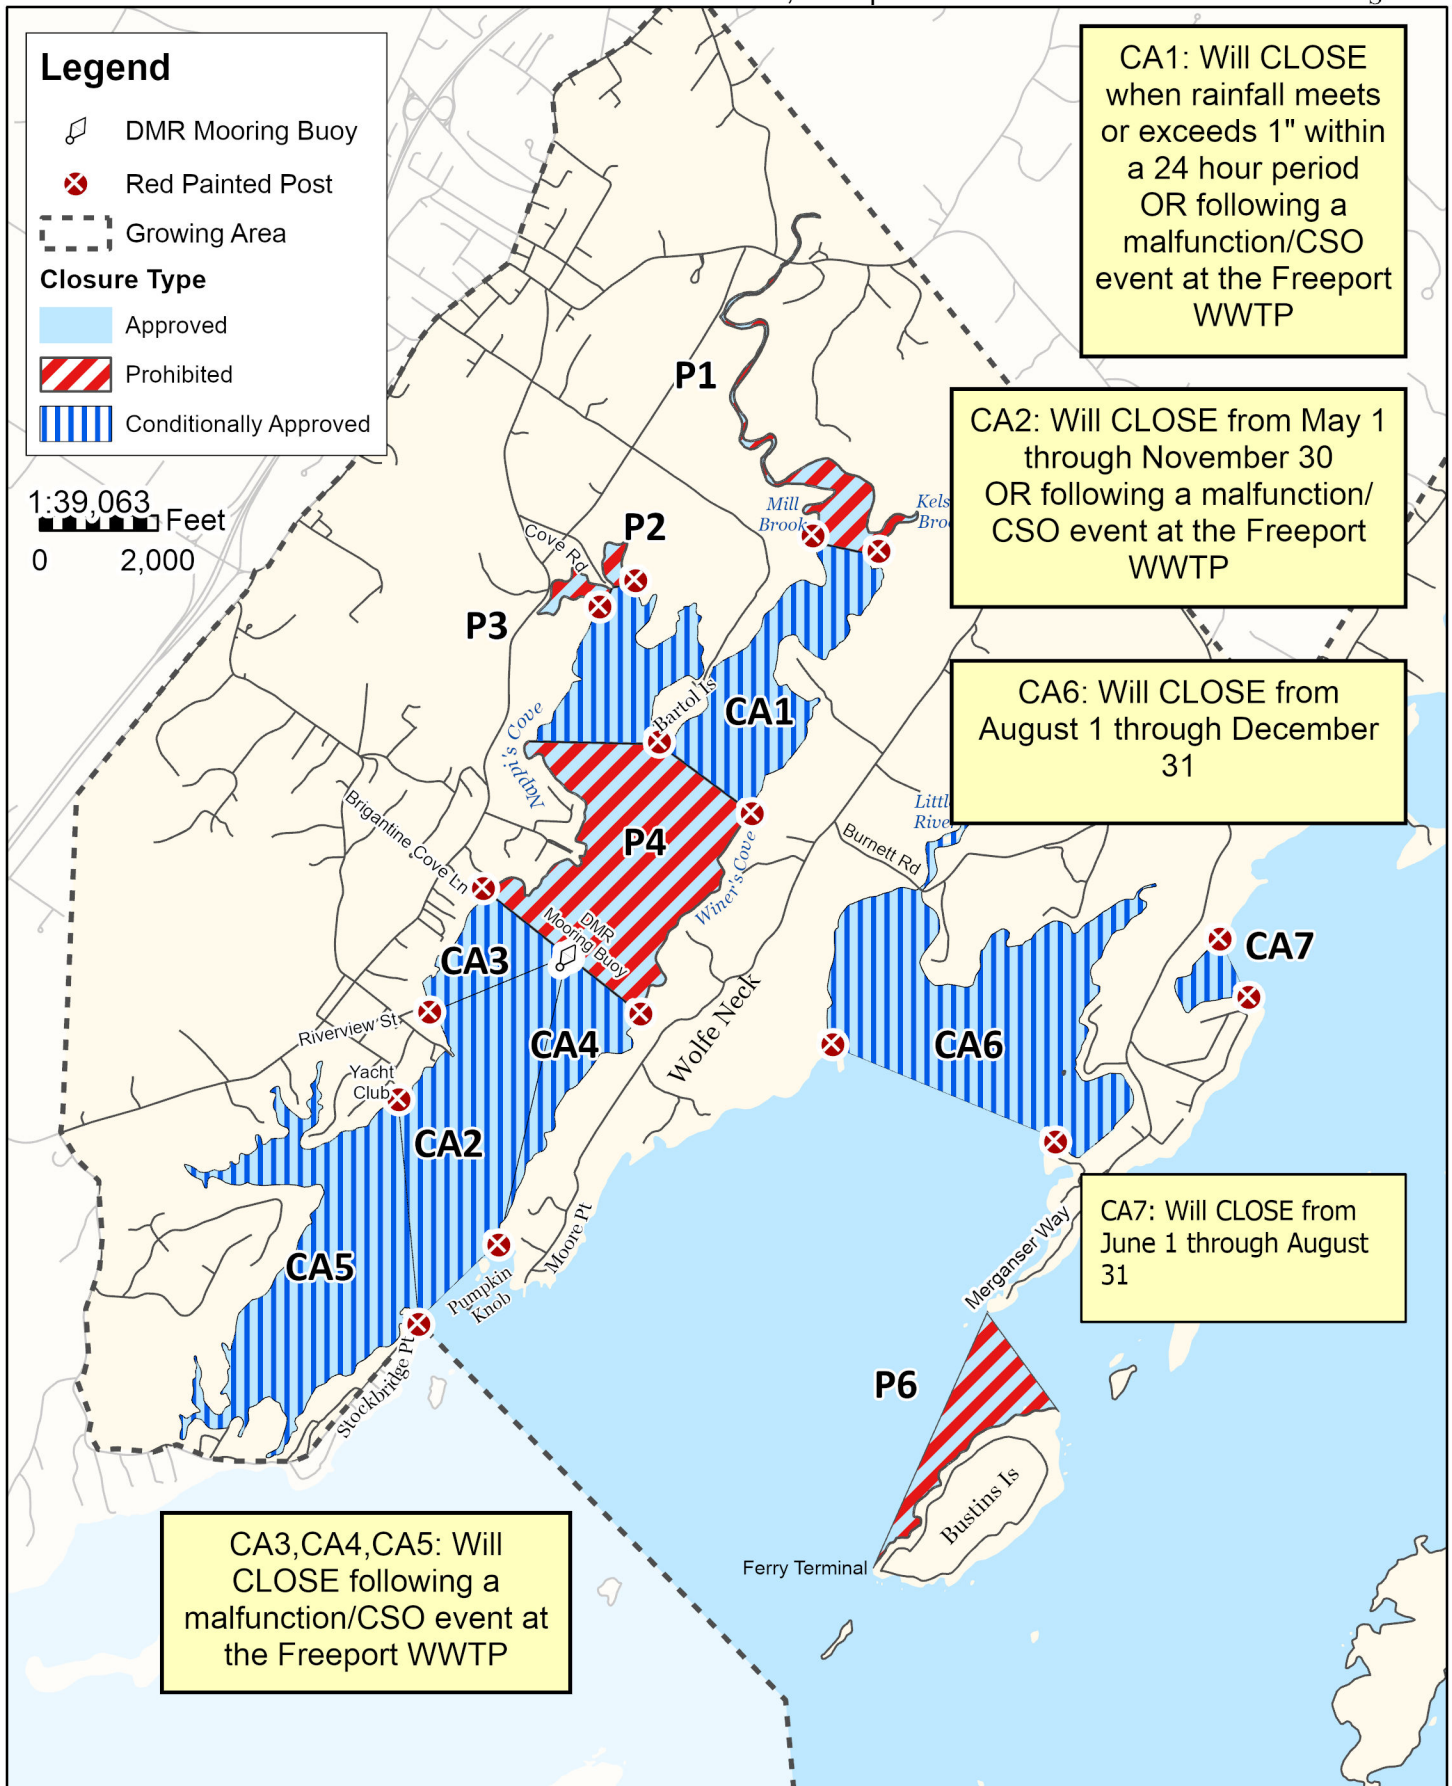 Legend
DMR Mooring Buoy
Red Painted Post
Growing Area
Closure Type
Approved
Prohibited
Conditionally Approved
1:39,063
Feet
0 2,000
CA1: Will CLOSE
when rainfall meets
or exceeds 1" within
a 24 hour period
OR following a
malfunction/CSO
event at the Freeport
WWTP
CA2: Will CLOSE from May 1
through November 30
OR following a malfunction/
CSO event at the Freeport
WWTP
CA6: Will CLOSE from
August 1 through December
31
CA7: Will CLOSE from
June 1 through August
31
CA3,CA4,CA5: Will
CLOSE following a
malfunction/CSO event at
the Freeport WWTP
P1
Mill
Brook
Kels
Bro
P2
Cove Rd
P3
Bartol Is
CA1
Nappi's Cove
Brigantine Cove Ln
P4
Winer's Cove
Burnett Rd
Littl
Rive
DMR
Mooring Buoy
CA3
CA4
Riverview St
Wolfe Neck
CA6
CA7
Yacht
Club
CA2
CA5
Moore Pt
Pumpkin
Knob
Stockbridge Pt
Merganser Way
P6
Bustins Is
Ferry Terminal